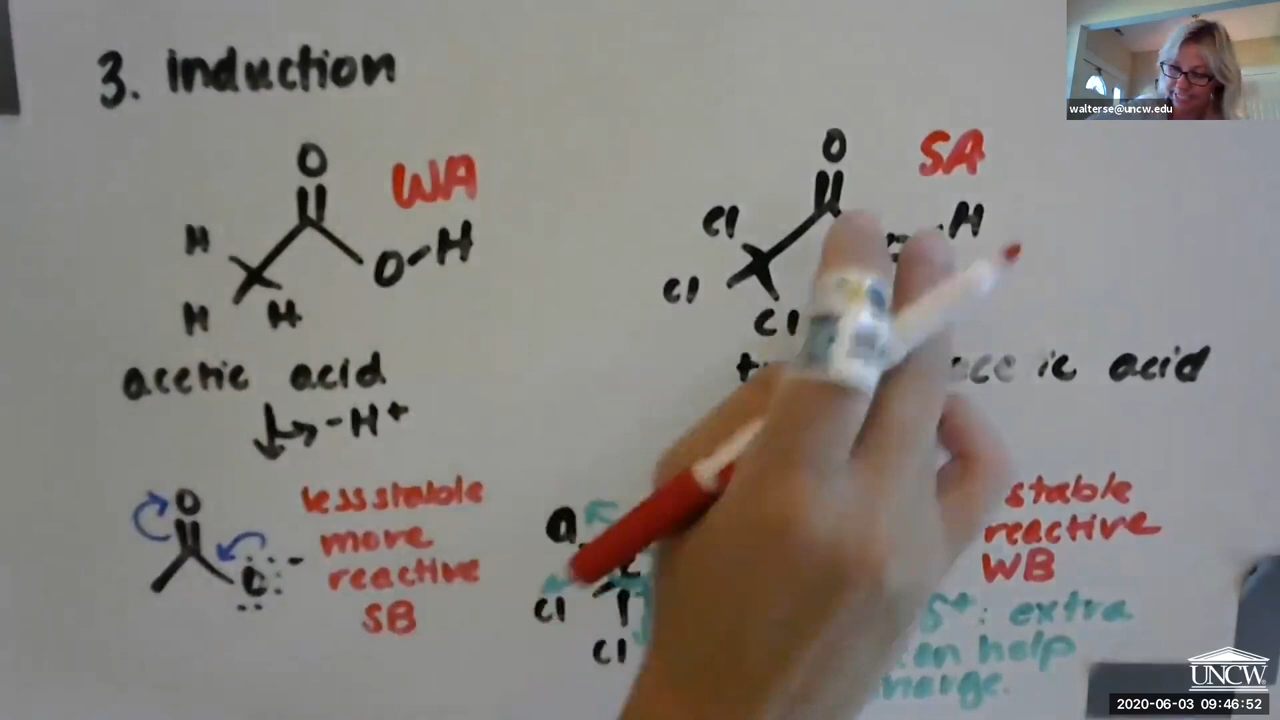 3. induction
O
WA
H
O-H
H
H
acetic acid
-H+
O
less stable
more
reactive
SB
O
SA
Cl
H
Cl
Cl
acid
stable
reactive
WB
Cl
Cl
δ+: extra
help
walterse@uncw.edu
UNCW
2020-06-03 09:46:52